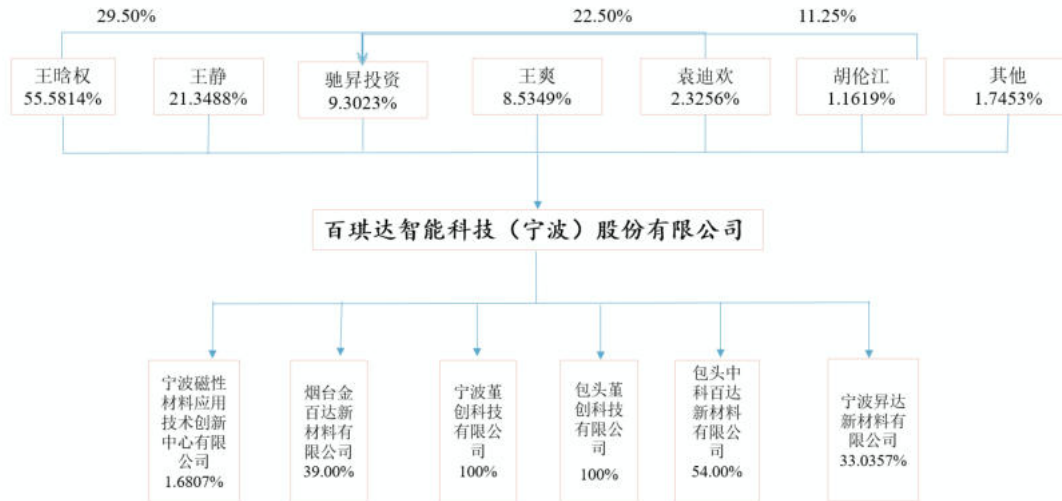 29.50%
22.50%
11.25%
王晗权
55.5814%
王静
21.3488%
驰昇投资
9.3023%
王爽
8.5349%
袁迪欢
2.3256%
胡伦江
1.1619%
其他
1.7453%
百琪达智能科技（宁波）股份有限公司
宁波磁性
材料应用
技术创新
中心有限
公司
1.6807%
烟台金
百达新
材料有
限公司
39.00%
宁波堇
创科技
有限公
司
100%
包头堇
创科技有
限公司
100%
包头中
科百达
新材料
有限公
司
54.00%
宁波昇达
新材料有
限公司
33.0357%